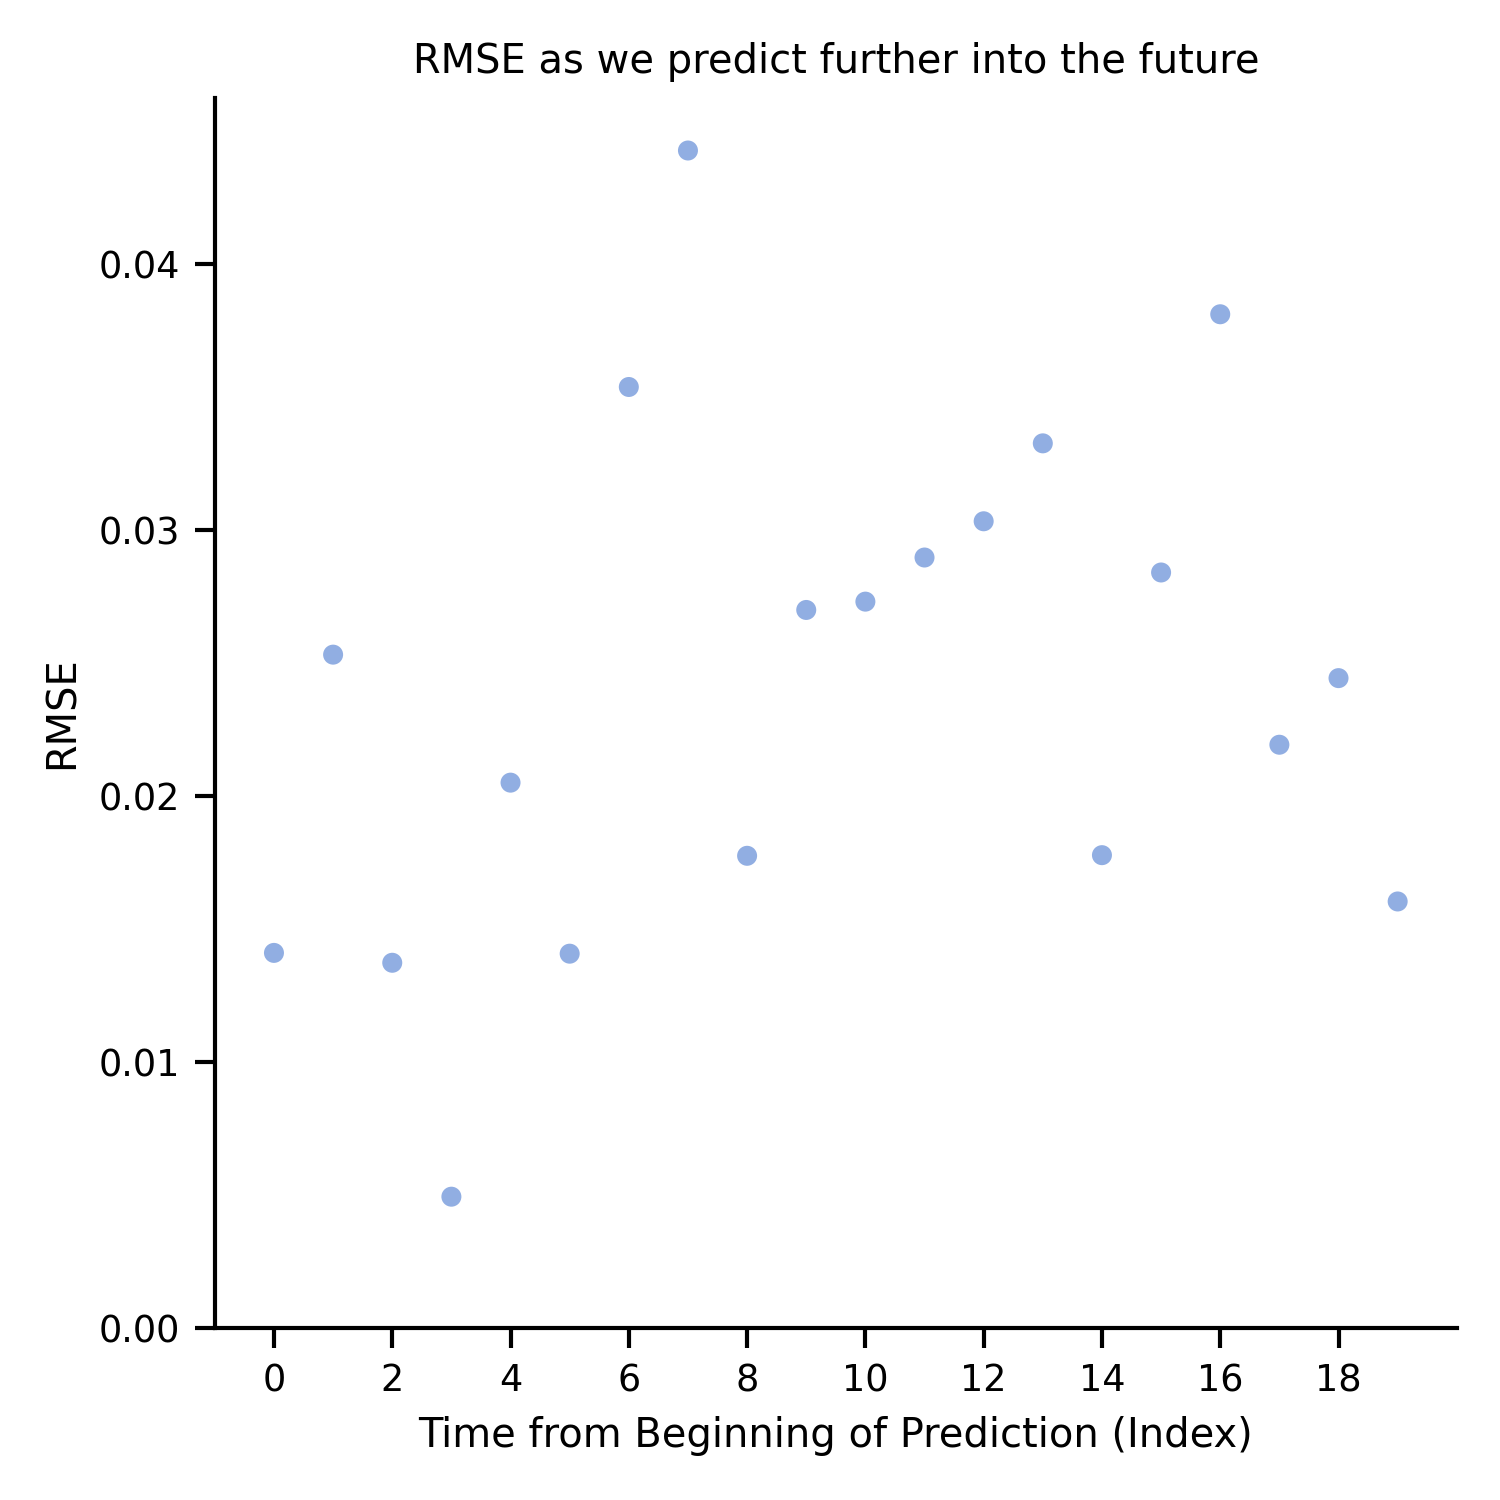 RMSE as we predict further into the future
0.04
0.03
0.02
0.01
0.00
RMSE
0 2 4 6 8 10 12 14 16 18
Time from Beginning of Prediction (Index)